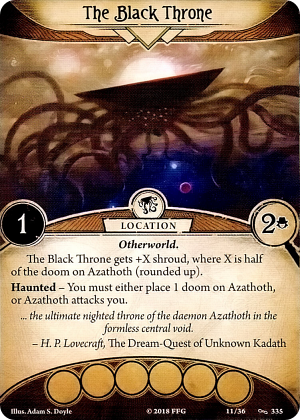 The Black Throne
1
LOCATION
2
Otherworld.
The Black Throne gets +X shroud, where X is half
of the doom on Azathoth (rounded up).
Haunted – You must either place 1 doom on Azathoth,
or Azathoth attacks you.
... the ultimate nighted throne of the daemon Azathoth in the
formless central void.
– H. P. Lovecraft, The Dream-Quest of Unknown Kadath
Illus. Adam S. Doyle © 2018 FFG 11/36 335